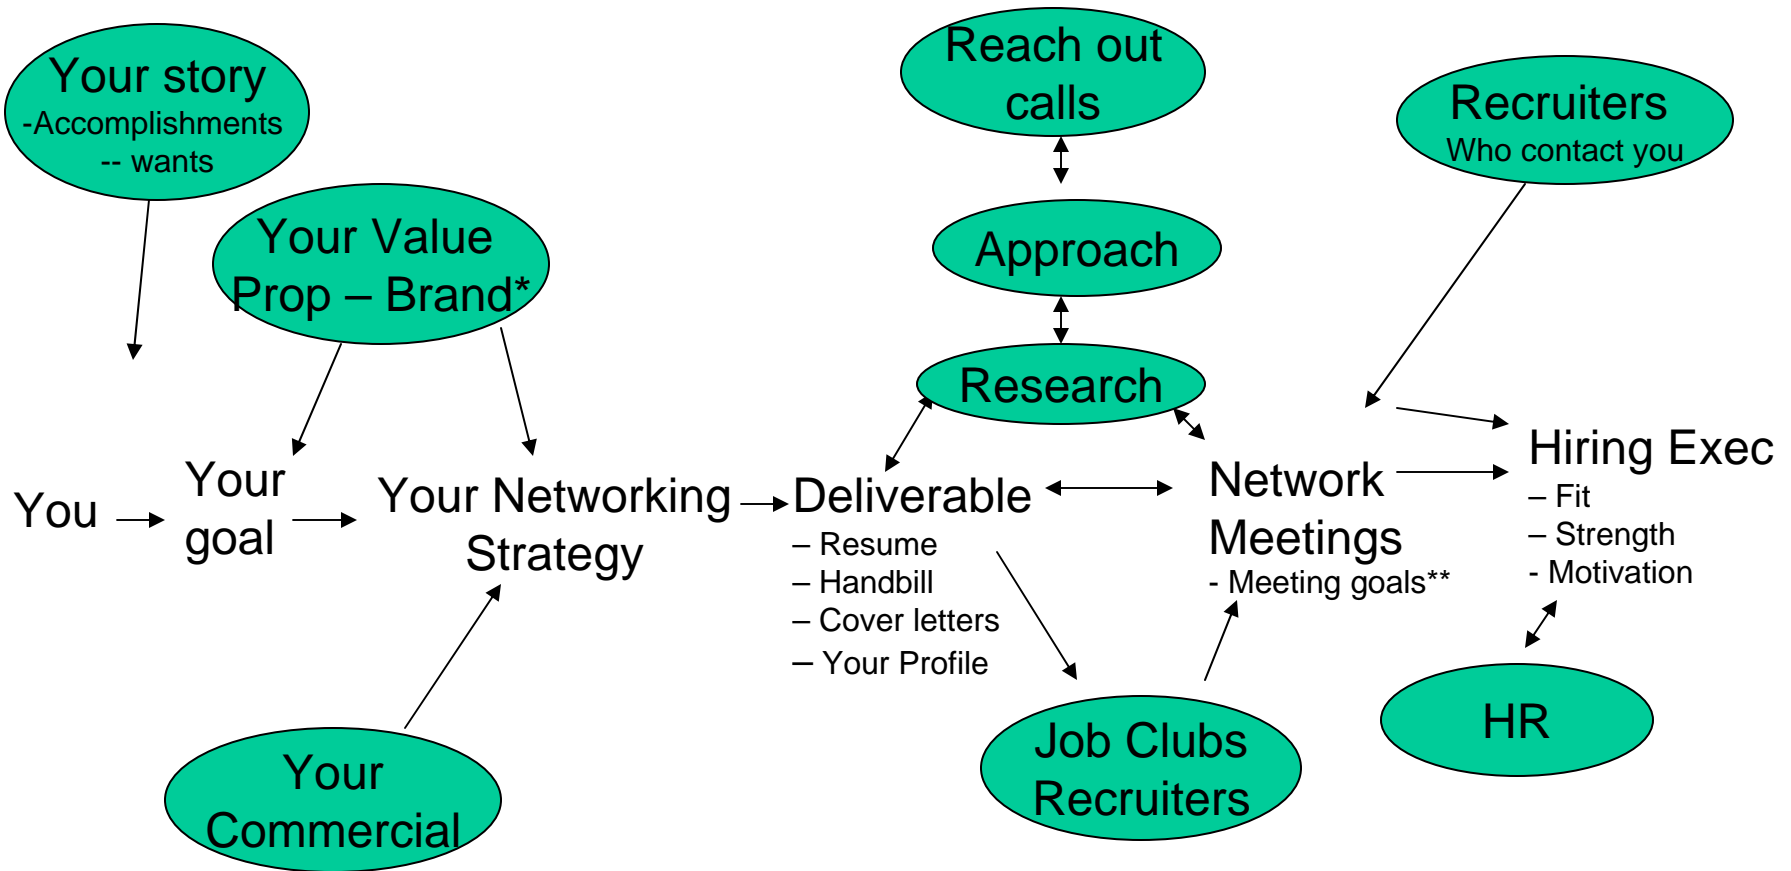 Your story
-Accomplishments
-- wants
Your Value
Prop – Brand*
Reach out
calls
Approach
Research
Recruiters
Who contact you
You
Your
goal
Your Networking
Strategy
Deliverable
– Resume
– Handbill
– Cover letters
– Your Profile
Network
Meetings
- Meeting goals**
Hiring Exec
– Fit
– Strength
- Motivation
Your
Commercial
Job Clubs
Recruiters
HR